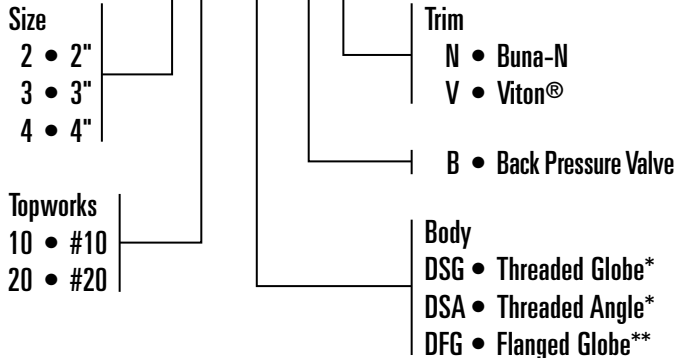 Size
2 • 2"
3 • 3"
4 • 4"
Topworks
10 • #10
20 • #20
Trim
N • Buna-N
V • Viton®
B • Back Pressure Valve
Body
DSG • Threaded Globe*
DSA • Threaded Angle*
DFG • Flanged Globe**